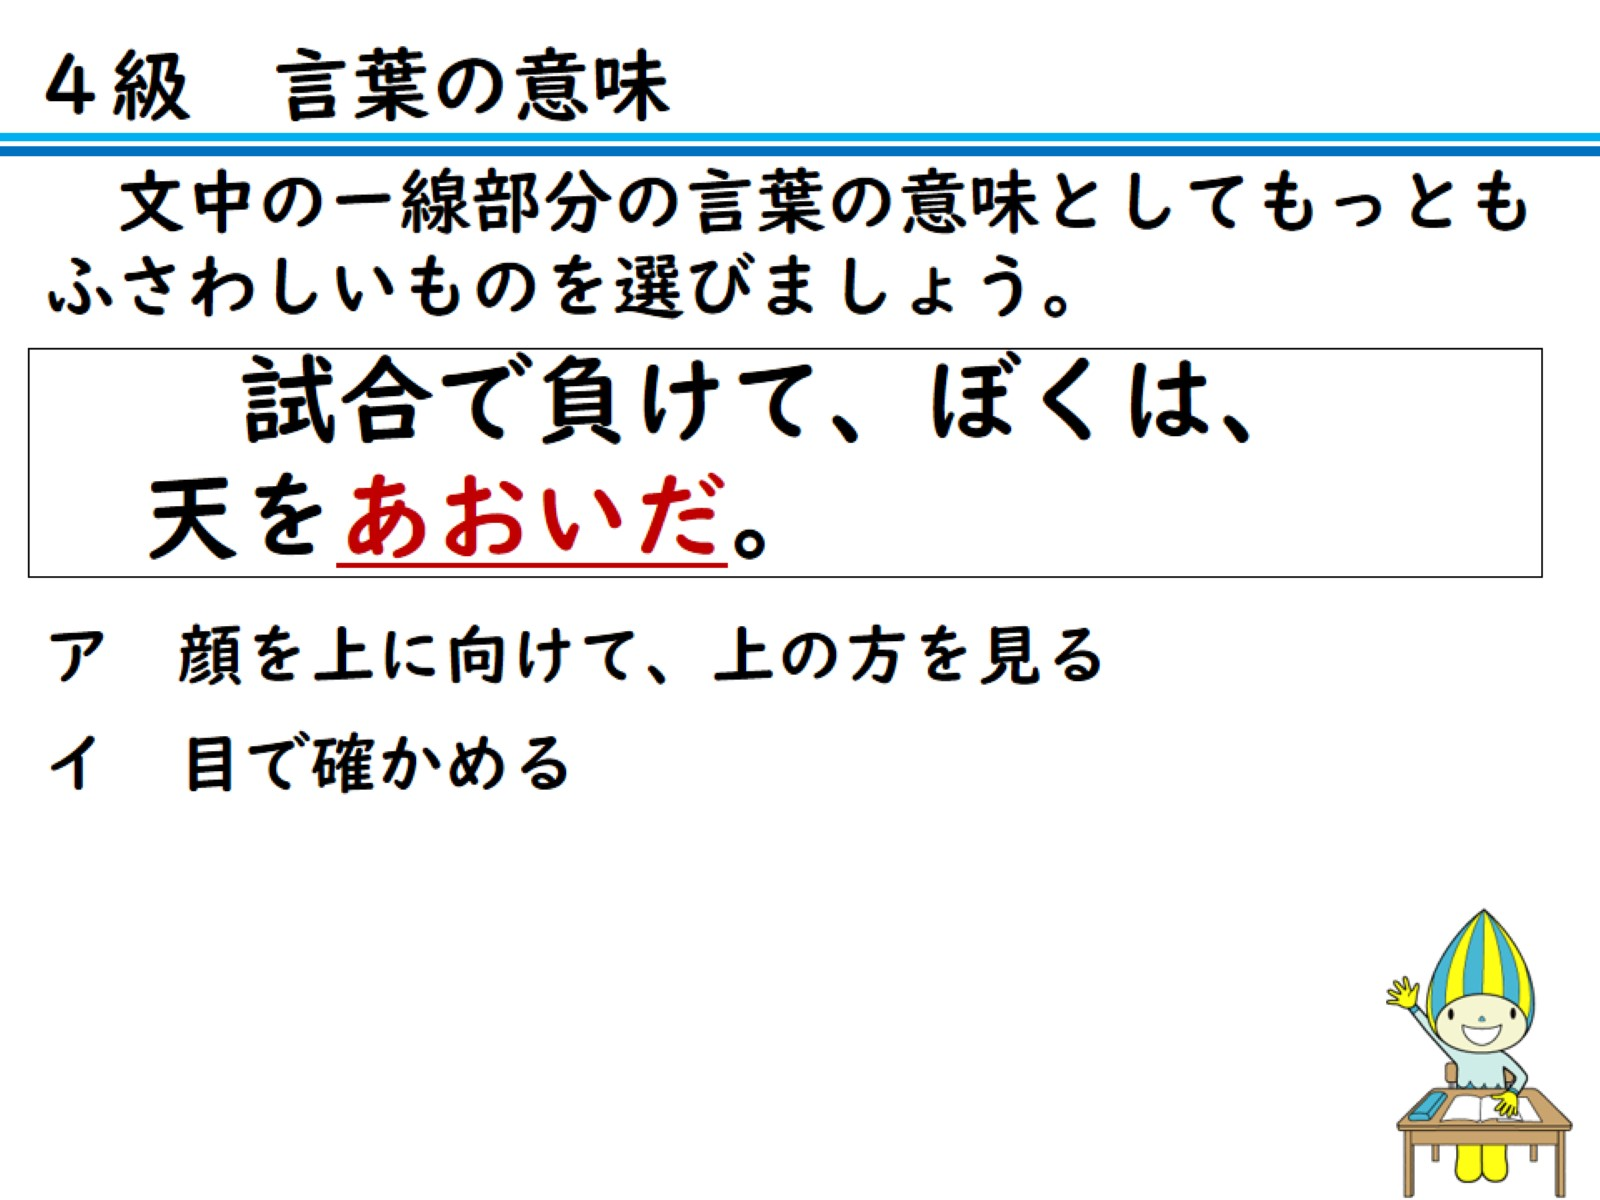 ４級　言葉の意味
文中の一線部分の言葉の意味としてもっとも
ふさわしいものを選びましょう。
試合で負けて、ぼくは、
天をあおいだ。
ア　顔を上に向けて、上の方を見る
イ　目で確かめる